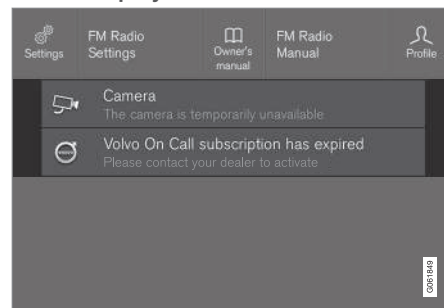 Settings
FM Radio
Settings
Owner's
manual
FM Radio
Manual
Profile
Camera
The camera is temporarily unavailable
Volvo On Call subscription has expired
Please contact your dealer to activate
G061849